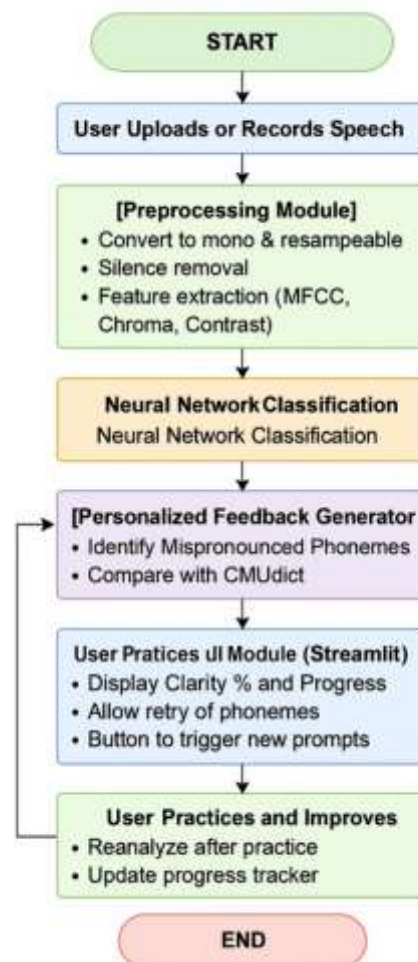 START
User Uploads or Records Speech
[Preprocessing Module]
• Convert to mono & resampeable
• Silence removal
• Feature extraction (MFCC,
Chroma, Contrast)
Neural Network Classification
Neural Network Classification
[Personalized Feedback Generator
• Identify Mispronounced Phonemes
• Compare with CMUdict
User Pratices UI Module (Streamlit)
• Display Clarity % and Progress
• Allow retry of phonemes
• Button to trigger new prompts
User Practices and Improves
• Reanalyze after practice
• Update progress tracker
END